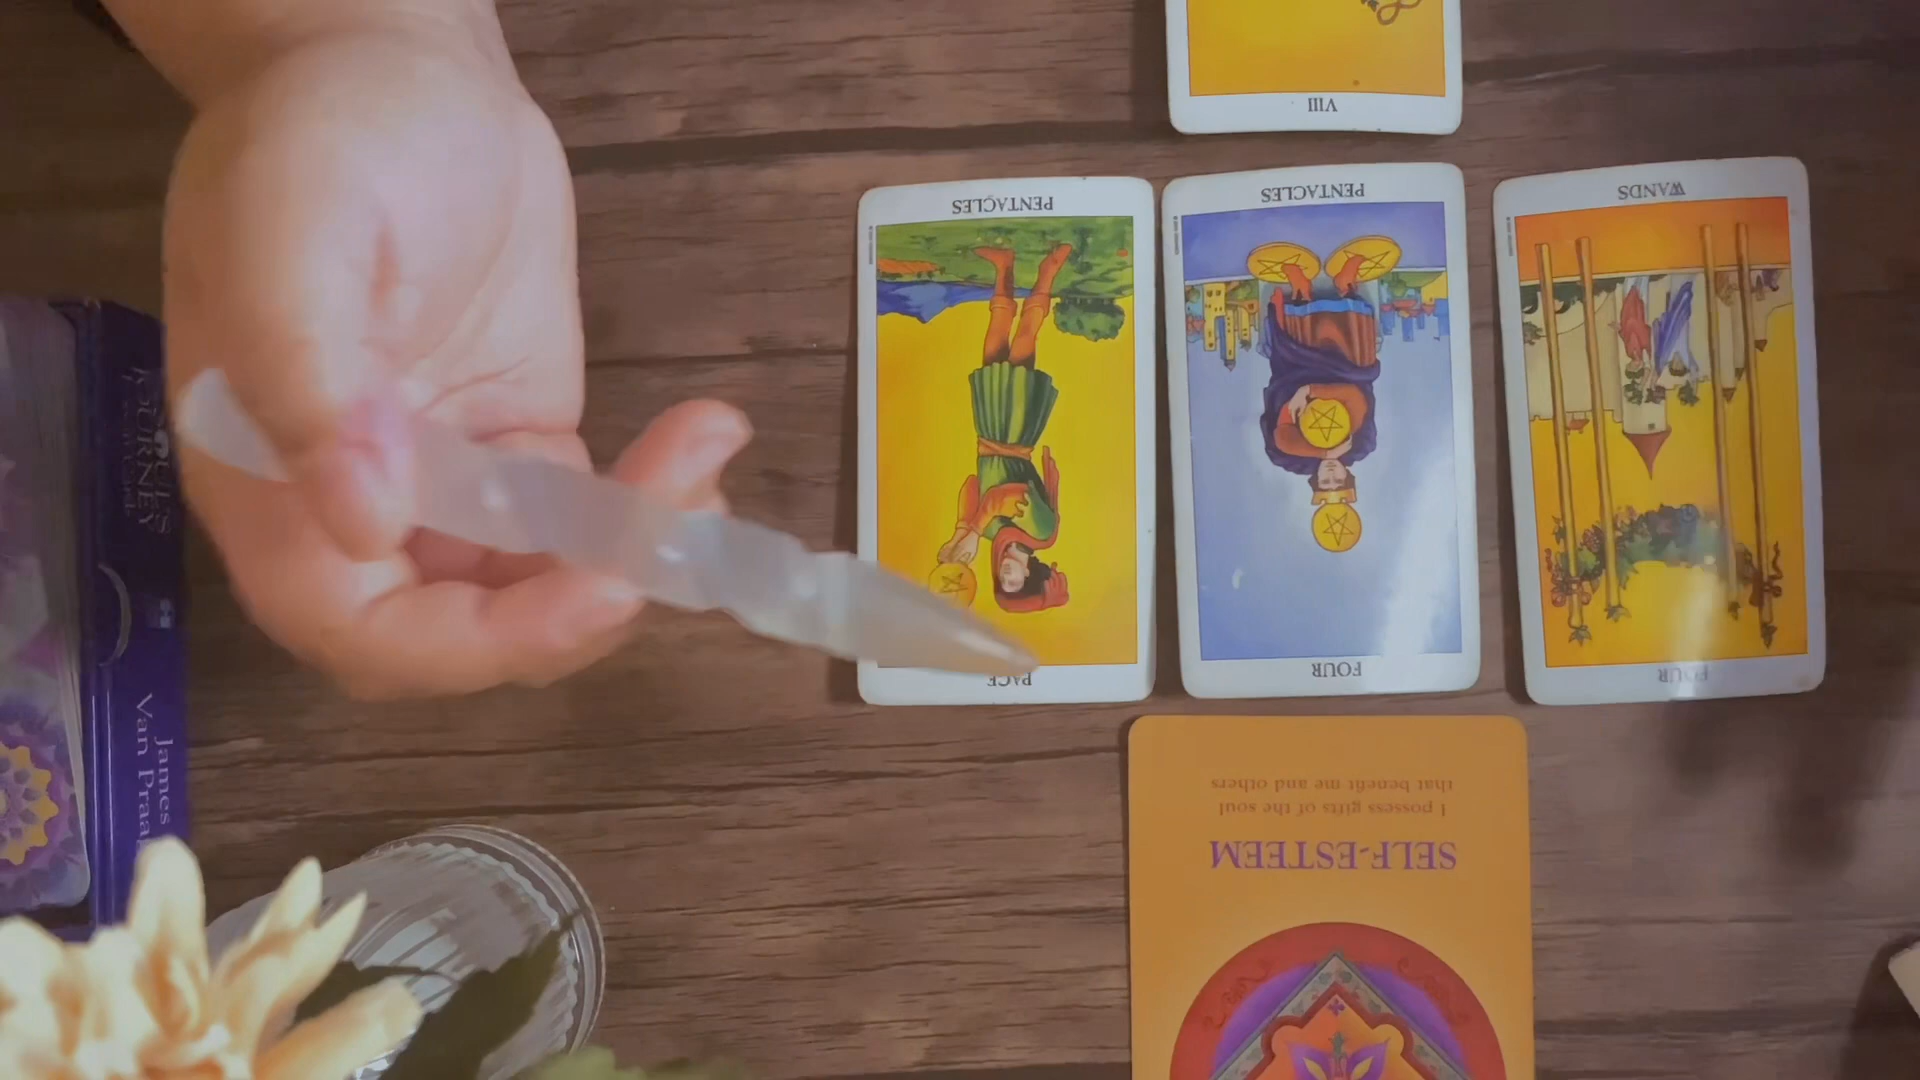 VIII
PENTACLES
PAGE
PENTACLES
FOUR
WANDS
FOUR
SELF-ESTEEM
I possess gifts of the soul
that benefit me and others
JOURNEY
James
Van Praa